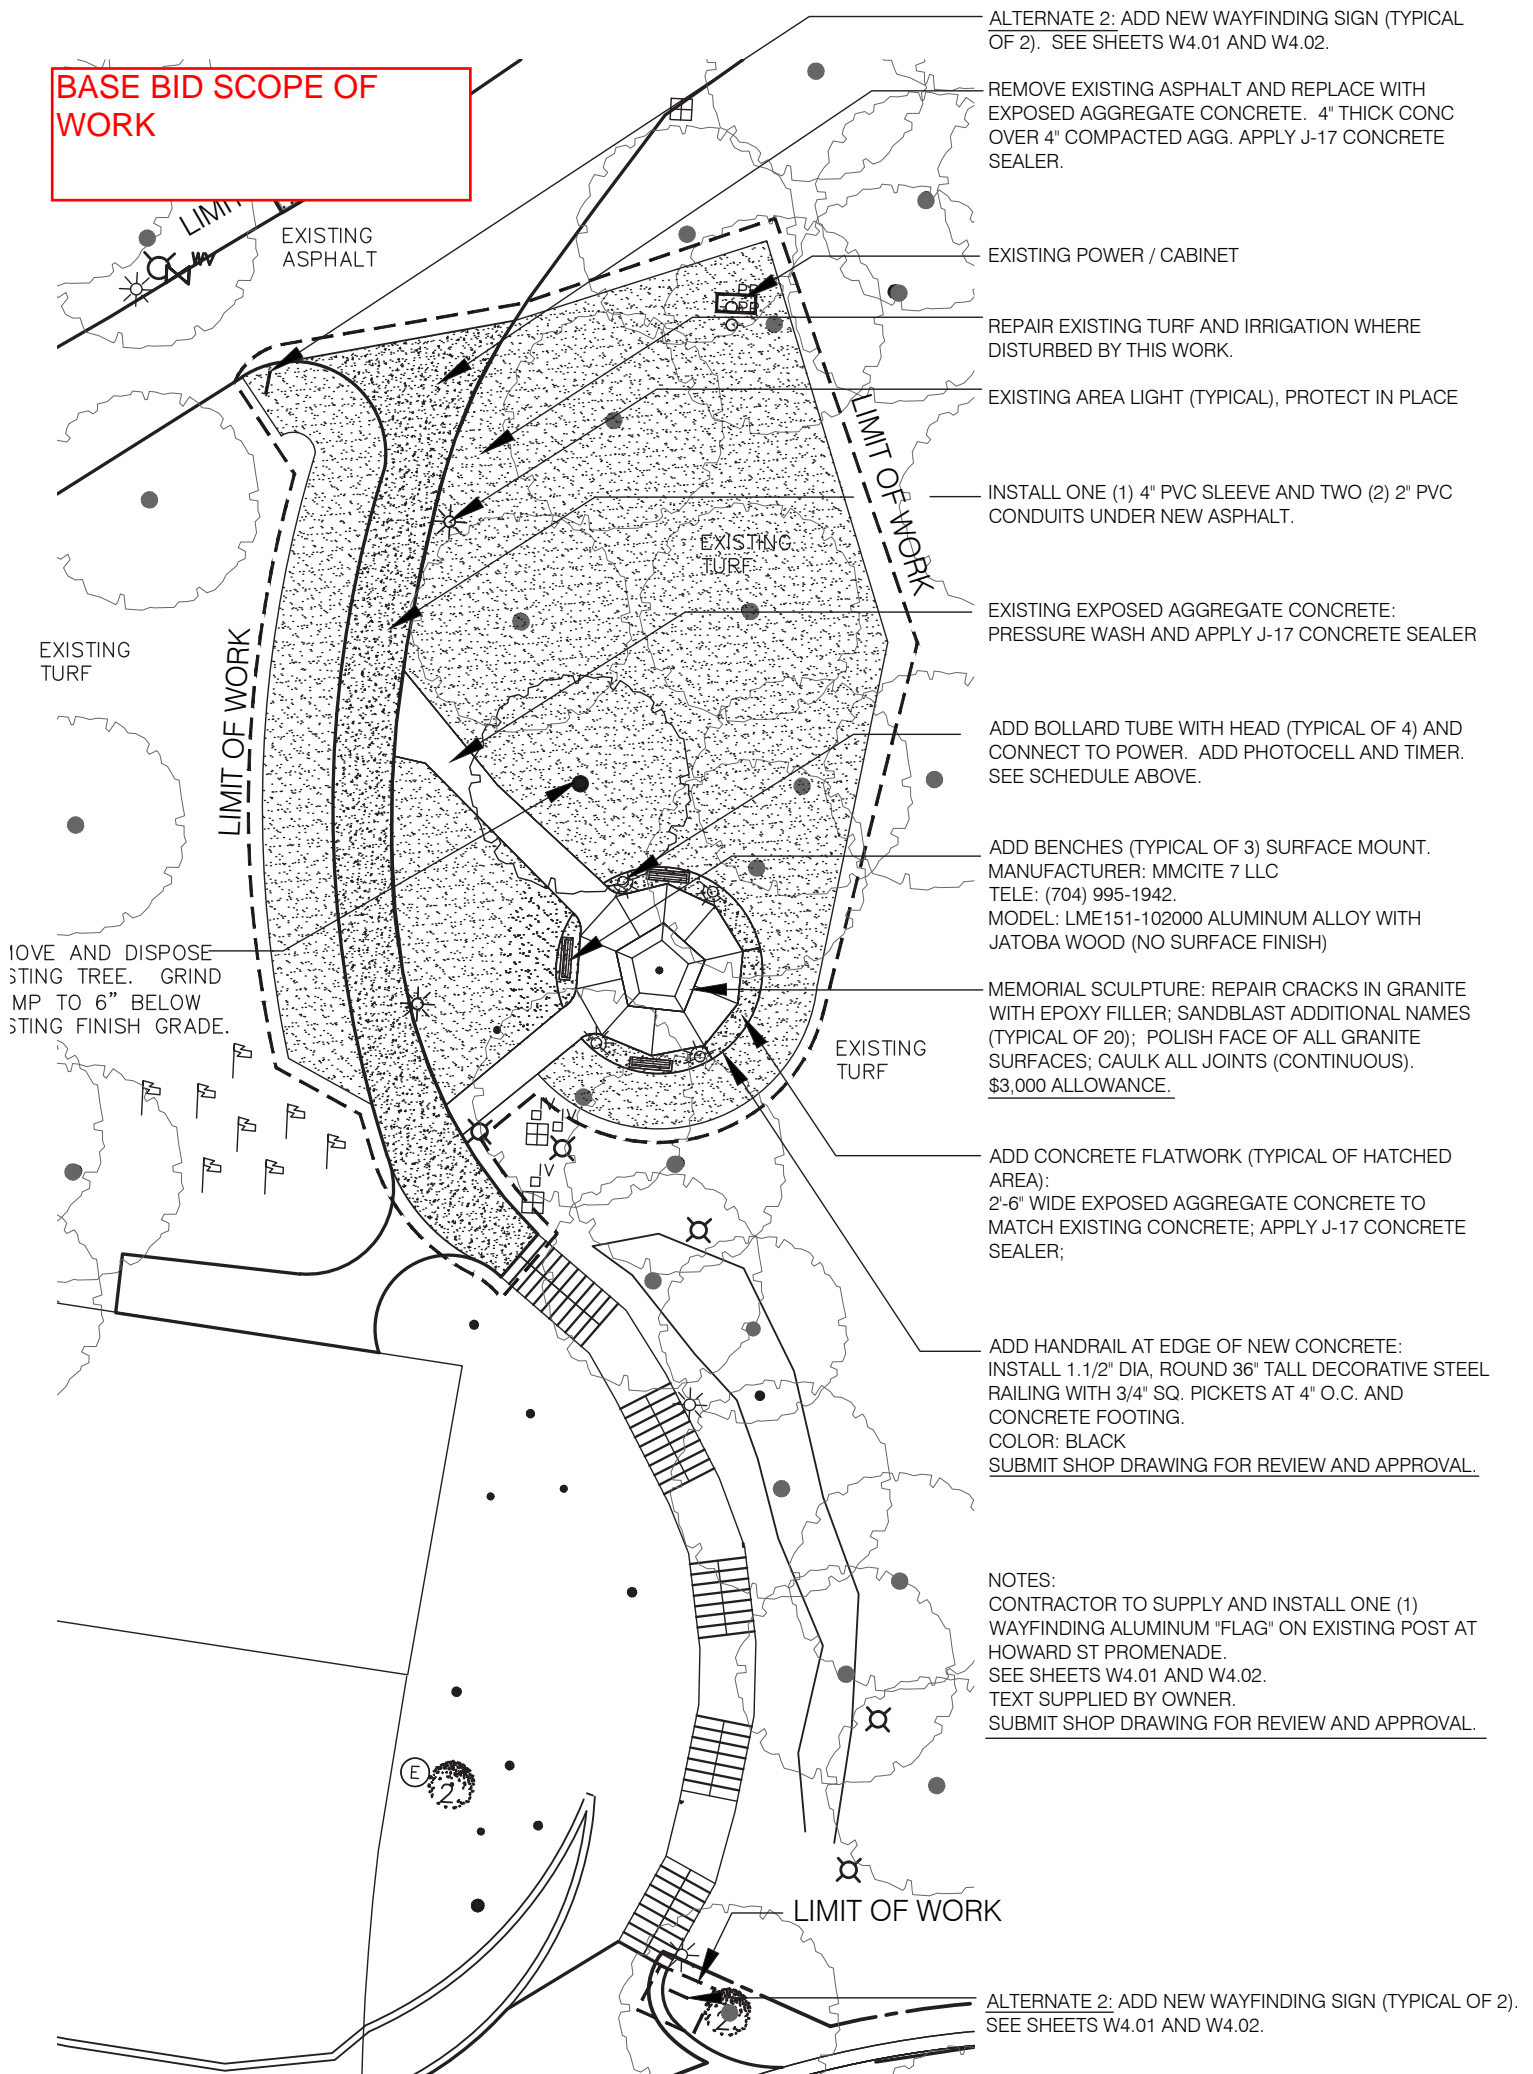 ALTERNATE 2: ADD NEW WAYFINDING SIGN (TYPICAL
OF 2).  SEE SHEETS W4.01 AND W4.02.
BASE BID SCOPE OF
WORK
REMOVE EXISTING ASPHALT AND REPLACE WITH
EXPOSED AGGREGATE CONCRETE.  4" THICK CONC
OVER 4" COMPACTED AGG. APPLY J-17 CONCRETE
SEALER.
EXISTING
ASPHALT
WV
EXISTING POWER / CABINET
REPAIR EXISTING TURF AND IRRIGATION WHERE
DISTURBED BY THIS WORK.
EXISTING AREA LIGHT (TYPICAL), PROTECT IN PLACE
LIMIT OF WORK
INSTALL ONE (1) 4" PVC SLEEVE AND TWO (2) 2" PVC
CONDUITS UNDER NEW ASPHALT.
EXISTING
TURF
EXISTING EXPOSED AGGREGATE CONCRETE:
PRESSURE WASH AND APPLY J-17 CONCRETE SEALER
EXISTING
TURF
LIMIT OF WORK
ADD BOLLARD TUBE WITH HEAD (TYPICAL OF 4) AND
CONNECT TO POWER.  ADD PHOTOCELL AND TIMER.
SEE SCHEDULE ABOVE.
ADD BENCHES (TYPICAL OF 3) SURFACE MOUNT.
MANUFACTURER: MMCITE 7 LLC
TELE: (704) 995-1942.
MODEL: LME151-102000 ALUMINUM ALLOY WITH
JATOBA WOOD (NO SURFACE FINISH)
MOVE AND DISPOSE
STING TREE.  GRIND
MP TO 6” BELOW
STING FINISH GRADE.
MEMORIAL SCULPTURE: REPAIR CRACKS IN GRANITE
WITH EPOXY FILLER; SANDBLAST ADDITIONAL NAMES
(TYPICAL OF 20);  POLISH FACE OF ALL GRANITE
SURFACES; CAULK ALL JOINTS (CONTINUOUS).
$3,000 ALLOWANCE.
EXISTING
TURF
IV
IV
IV
ADD CONCRETE FLATWORK (TYPICAL OF HATCHED
AREA):
2'-6" WIDE EXPOSED AGGREGATE CONCRETE TO
MATCH EXISTING CONCRETE; APPLY J-17 CONCRETE
SEALER;
ADD HANDRAIL AT EDGE OF NEW CONCRETE:
INSTALL 1.1/2" DIA, ROUND 36" TALL DECORATIVE STEEL
RAILING WITH 3/4" SQ. PICKETS AT 4" O.C. AND
CONCRETE FOOTING.
COLOR: BLACK
SUBMIT SHOP DRAWING FOR REVIEW AND APPROVAL.
NOTES:
CONTRACTOR TO SUPPLY AND INSTALL ONE (1)
WAYFINDING ALUMINUM "FLAG" ON EXISTING POST AT
HOWARD ST PROMENADE.
SEE SHEETS W4.01 AND W4.02.
TEXT SUPPLIED BY OWNER.
SUBMIT SHOP DRAWING FOR REVIEW AND APPROVAL.
E
2
LIMIT OF WORK
2
ALTERNATE 2: ADD NEW WAYFINDING SIGN (TYPICAL OF 2).
SEE SHEETS W4.01 AND W4.02.